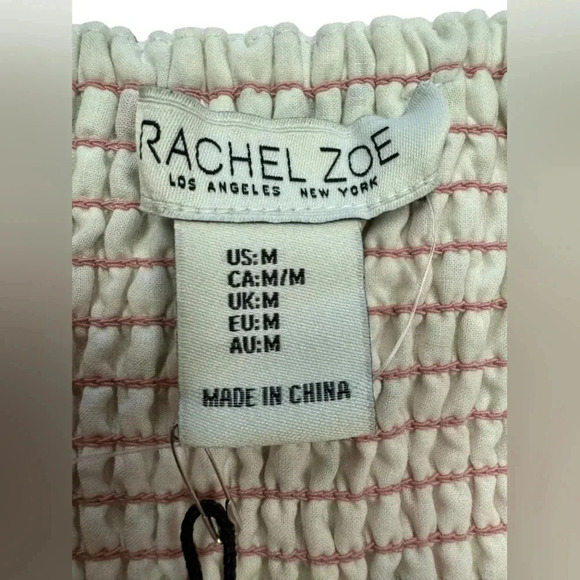 RACHEL ZOE
LOS ANGELES NEW YORK
US:M
CA:M/M
UK:M
EU:M
AU:M
MADE IN CHINA